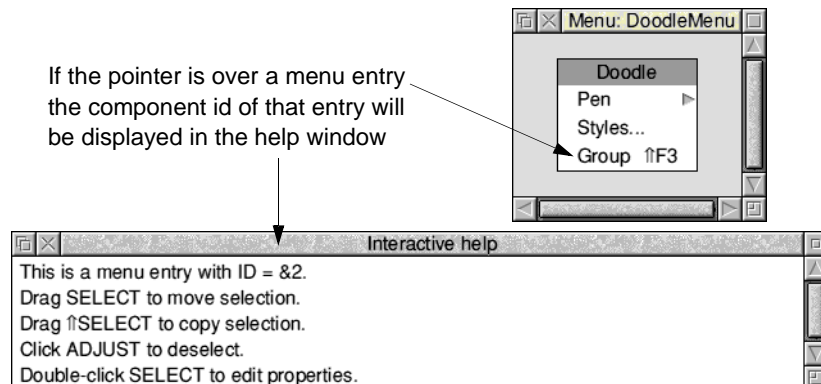 Menu: DoodleMenu
If the pointer is over a menu entry
the component id of that entry will
be displayed in the help window
Doodle
Pen
Styles...
Group ⇑F3
Interactive help
This is a menu entry with ID = &2.
Drag SELECT to move selection.
Drag ⇑SELECT to copy selection.
Click ADJUST to deselect.
Double-click SELECT to edit properties.